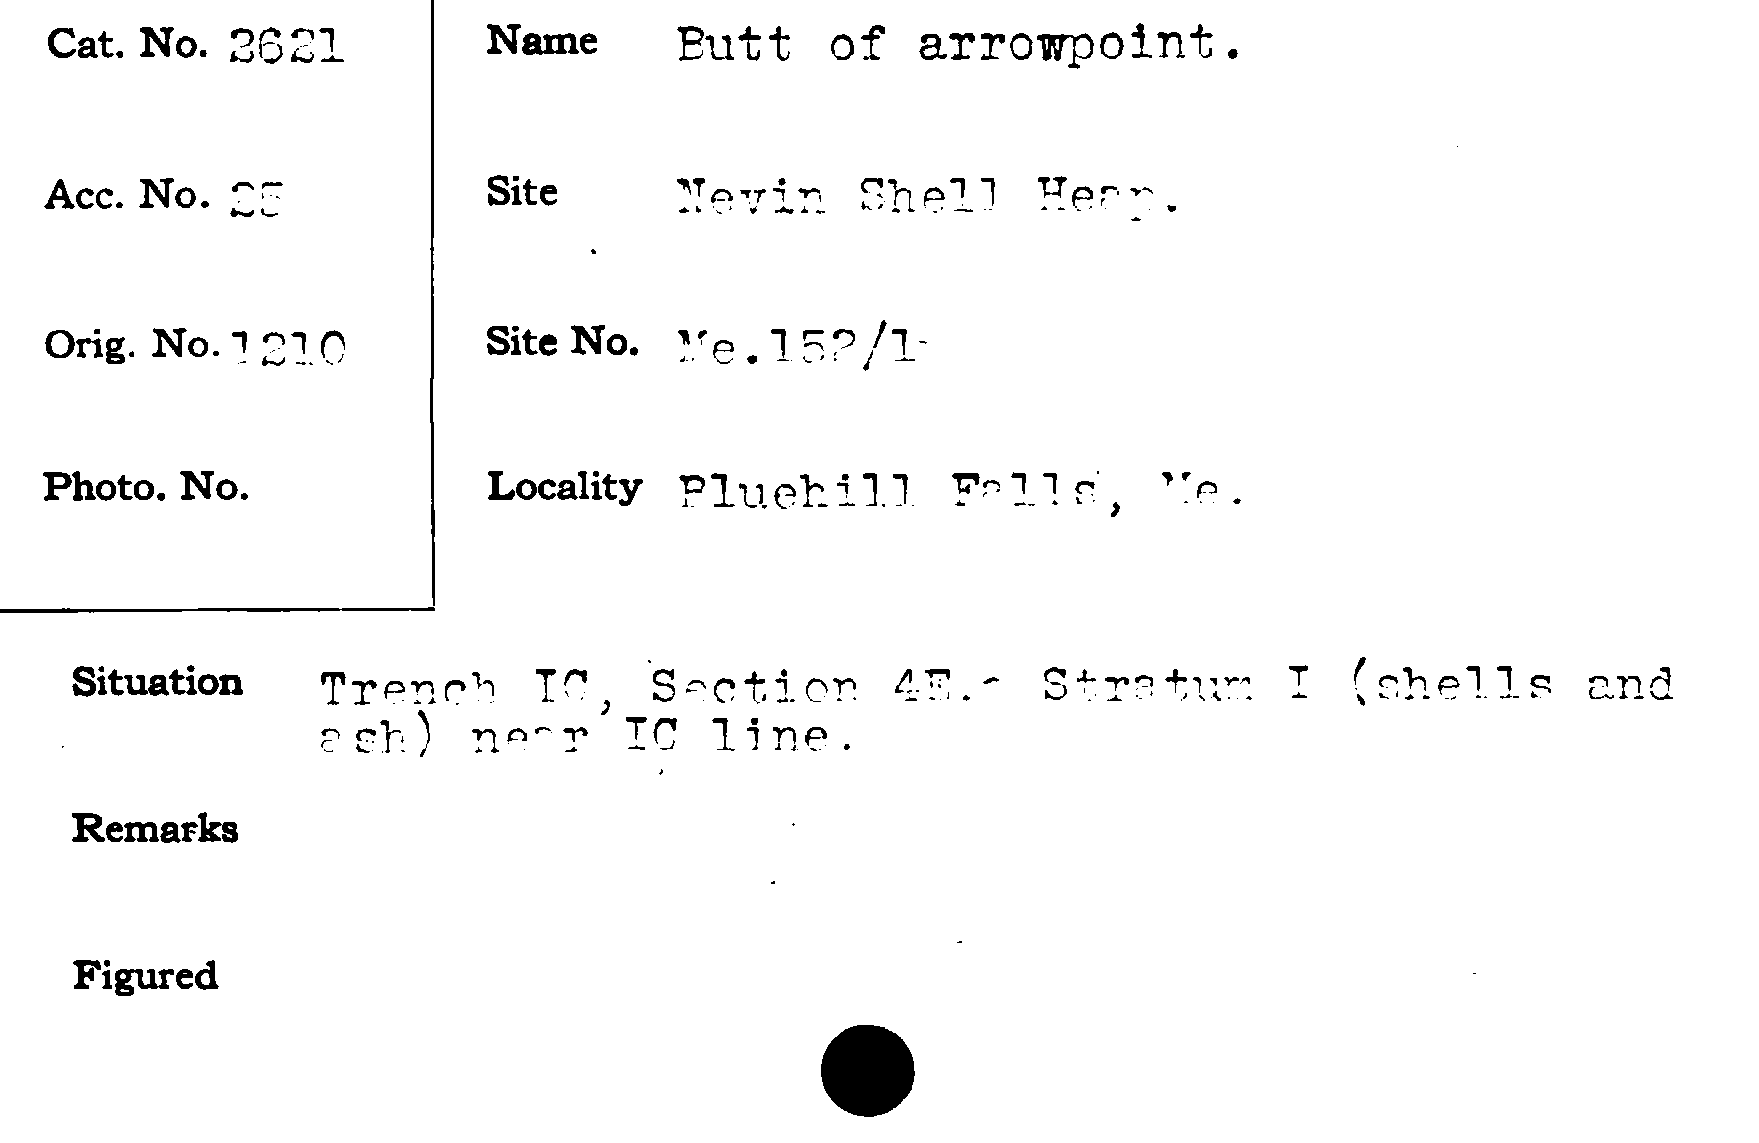 Cat. No. 2621
Name Butt of arrowpoint.
Acc. No. 25
Site Nevin Shell Heap.
Orig. No. 1210
Site No. Me.152/1
Photo. No.
Locality Bluehill Falls, Me.
Situation Trench IC, Section 4E.- Stratum I (shells and
ash) near IC line.
Remarks
Figured